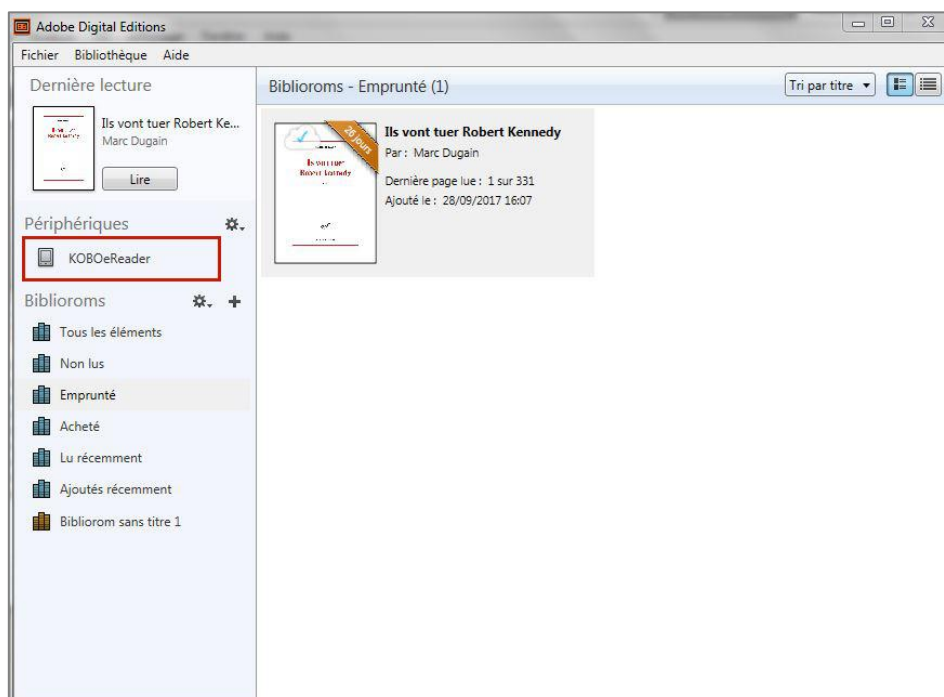 Adobe Digital Editions
Fichier Bibliothèque Aide
Dernière lecture
Ils vont tuer Robert Ke...
Marc Dugain
Lire
Périphériques
KOBOeReader
Biblioroms
Tous les éléments
Non lus
Emprunté
Acheté
Lu récemment
Ajoutés récemment
Bibliorom sans titre 1
Biblioroms - Emprunté (1)
Tri par titre
26 jours
Ils vont tuer
Robert Kennedy
Ils vont tuer Robert Kennedy
Par : Marc Dugain
Dernière page lue : 1 sur 331
Ajouté le : 28/09/2017 16:07